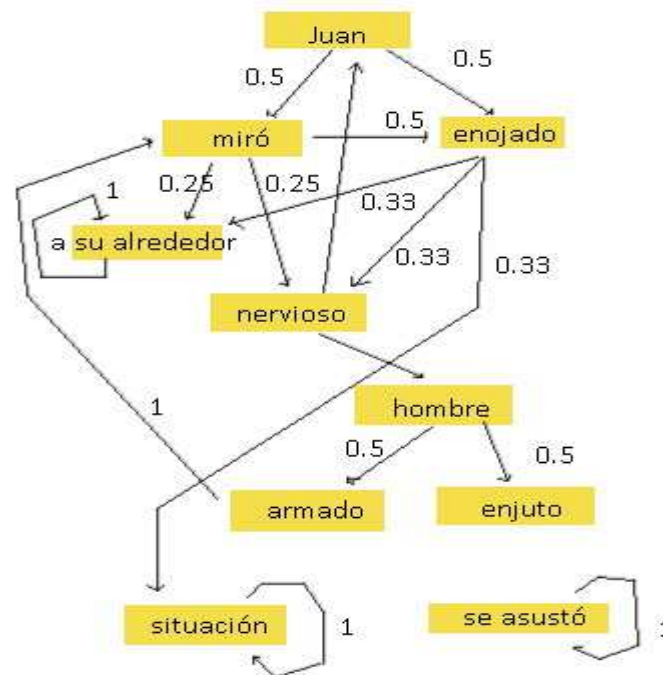 Juan
0.5
0.5
miró
0.5
enojado
1
0.25
0.25
0.33
a su alrededor
0.33
0.33
nervioso
hombre
1
0.5
0.5
armado
enjuto
situación
1
se asustó
1